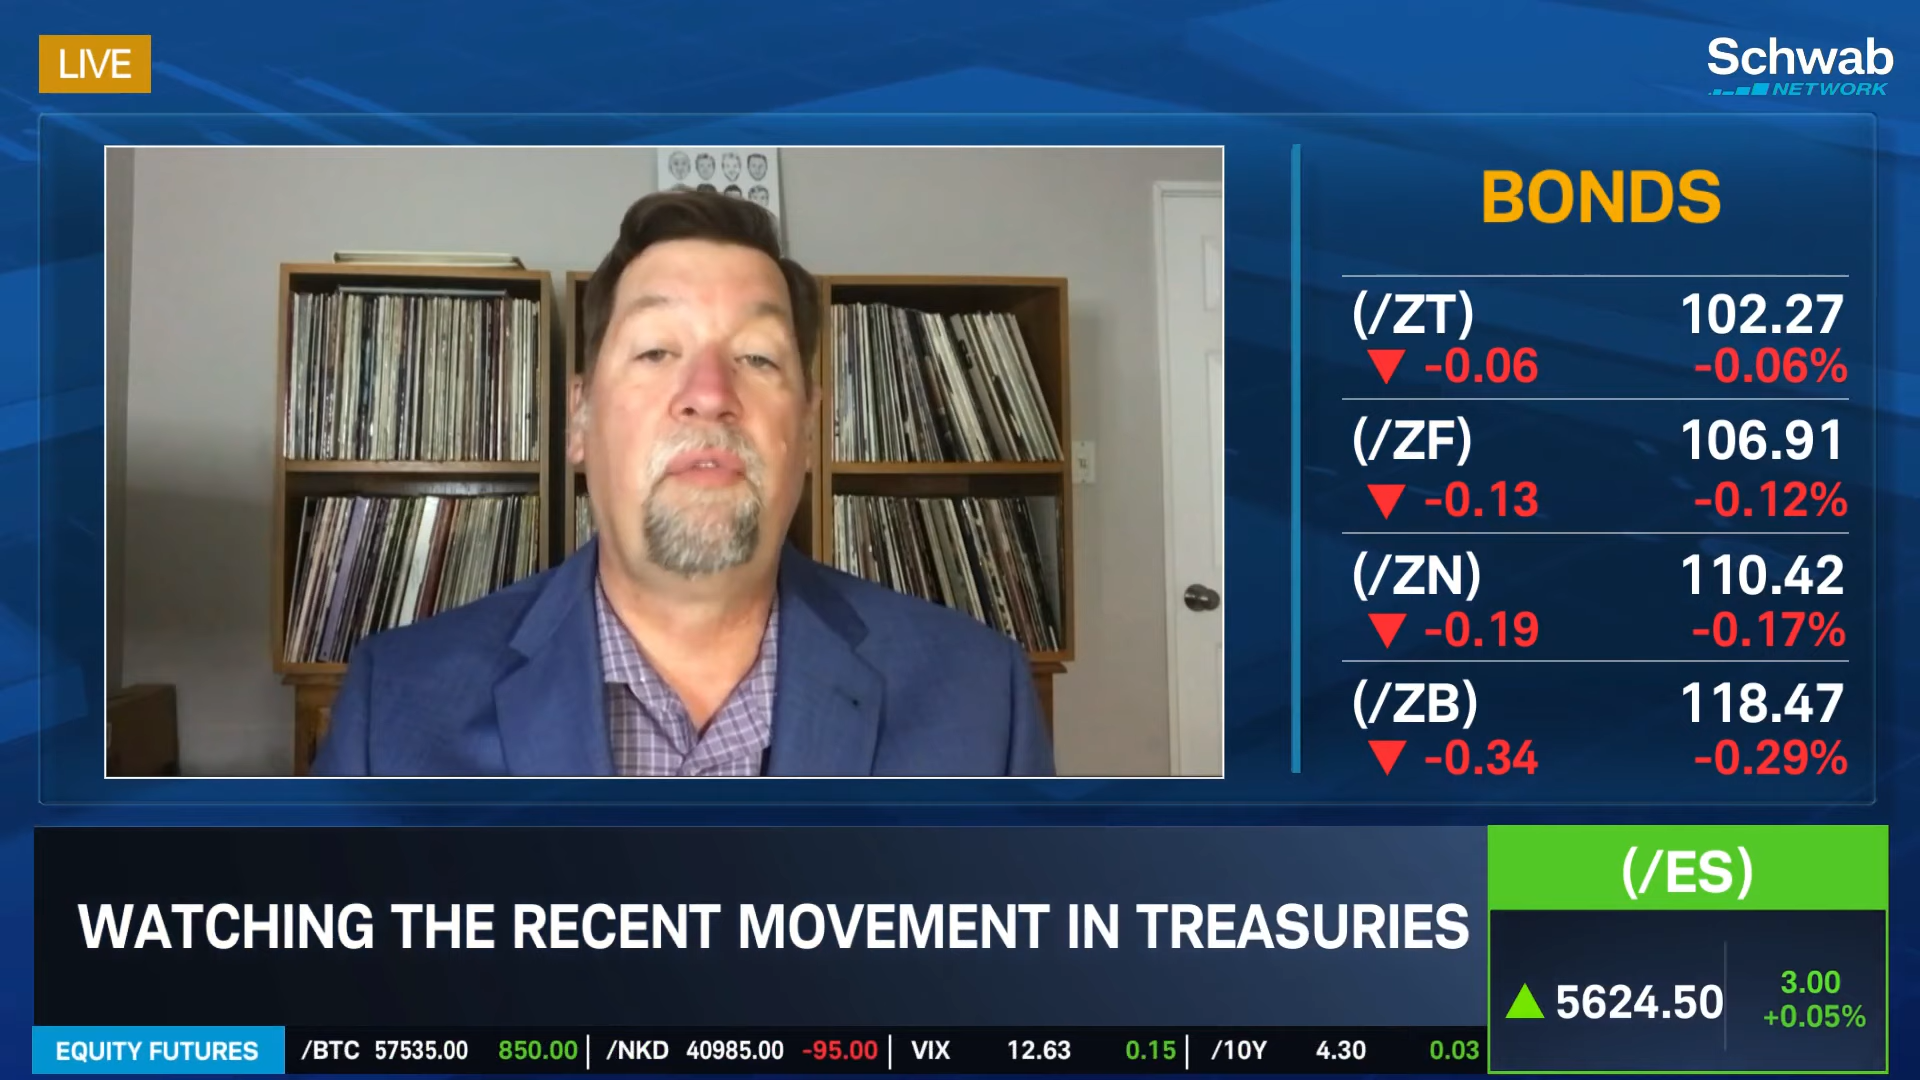 LIVE
Schwab
NETWORK
BONDS
(/ZT) 102.27
▼ -0.06 -0.06%
(/ZF) 106.91
▼ -0.13 -0.12%
(/ZN) 110.42
▼ -0.19 -0.17%
(/ZB) 118.47
▼ -0.34 -0.29%
WATCHING THE RECENT MOVEMENT IN TREASURIES
(/ES)
▲ 5624.50 3.00
+0.05%
EQUITY FUTURES /BTC 57535.00 850.00 | /NKD 40985.00 -95.00 | VIX 12.63 0.15 | /10Y 4.30 0.03